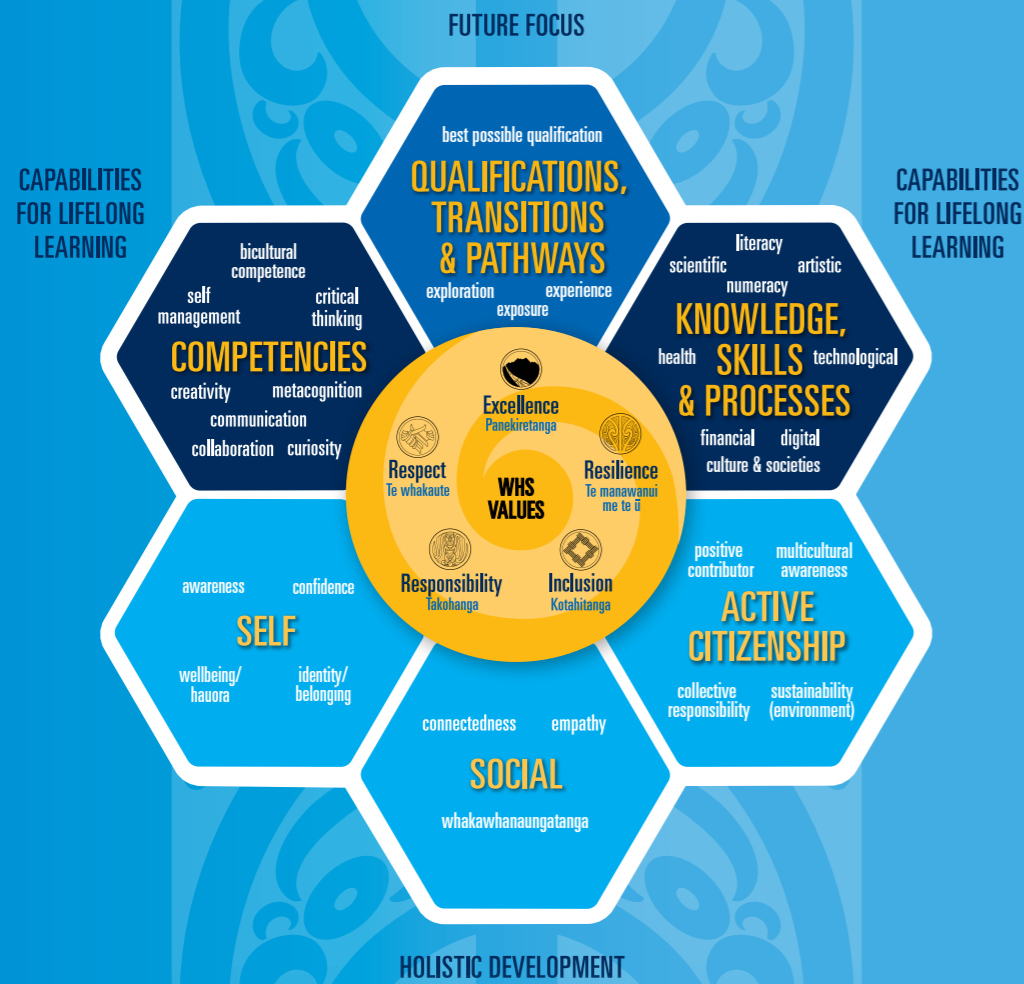 FUTURE FOCUS
CAPABILITIES
FOR LIFELONG
LEARNING
CAPABILITIES
FOR LIFELONG
LEARNING
best possible qualification
QUALIFICATIONS,
TRANSITIONS
& PATHWAYS
exploration
experience
exposure
bicultural
competence
self
management
critical
thinking
COMPETENCIES
creativity
metacognition
communication
collaboration
curiosity
literacy
scientific
artistic
numeracy
KNOWLEDGE,
health
SKILLS
technological
& PROCESSES
financial
digital
culture & societies
Excellence
Panekiretanga
Respect
Te whakaute
Resilience
Te manawanui
me te ū
WHS
VALUES
Responsibility
Takohanga
Inclusion
Kotahitanga
awareness
confidence
SELF
wellbeing/
hauora
identity/
belonging
positive
contributor
multicultural
awareness
ACTIVE
CITIZENSHIP
collective
responsibility
sustainability
(environment)
connectedness
empathy
SOCIAL
whakawhanaungatanga
HOLISTIC DEVELOPMENT